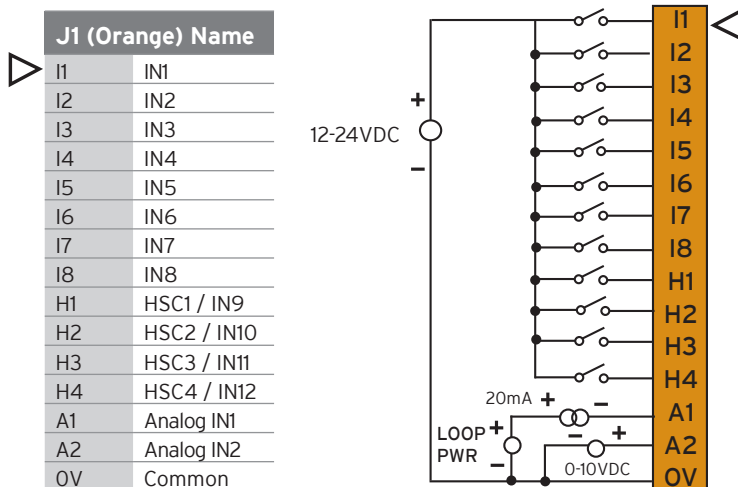 J1 (Orange) Name
I1 IN1
I2 IN2
I3 IN3
I4 IN4
I5 IN5
I6 IN6
I7 IN7
I8 IN8
H1 HSC1 / IN9
H2 HSC2 / IN10
H3 HSC3 / IN11
H4 HSC4 / IN12
A1 Analog IN1
A2 Analog IN2
0V Common
12-24VDC
+
−
I1
I2
I3
I4
I5
I6
I7
I8
H1
H2
H3
H4
20mA + −
A1
LOOP +
PWR
−
− +
A2
0-10VDC
0V